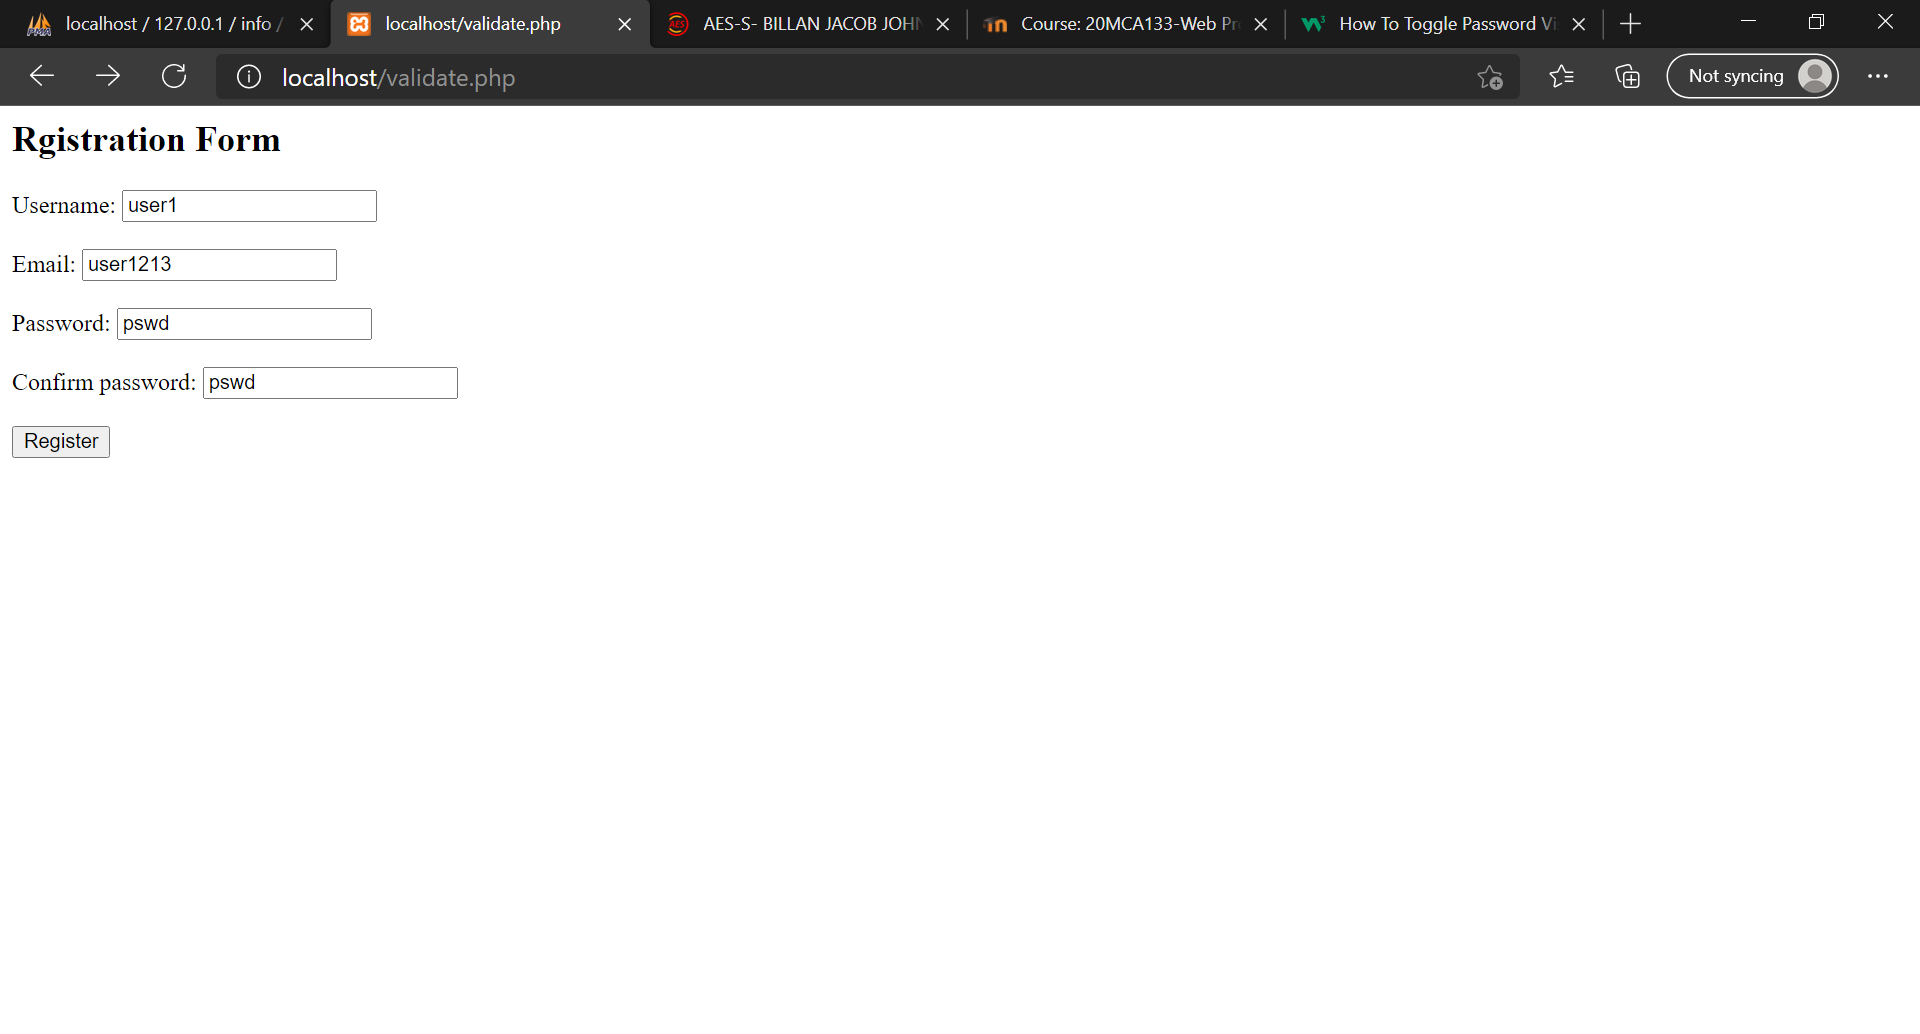 localhost / 127.0.0.1 / info /
localhost/validate.php
AES-S- BILLAN JACOB JOHN
Course: 20MCA133-Web Pr
How To Toggle Password Vi
localhost/validate.php
Not syncing
Rgistration Form
Username: user1
Email: user1213
Password: pswd
Confirm password: pswd
Register